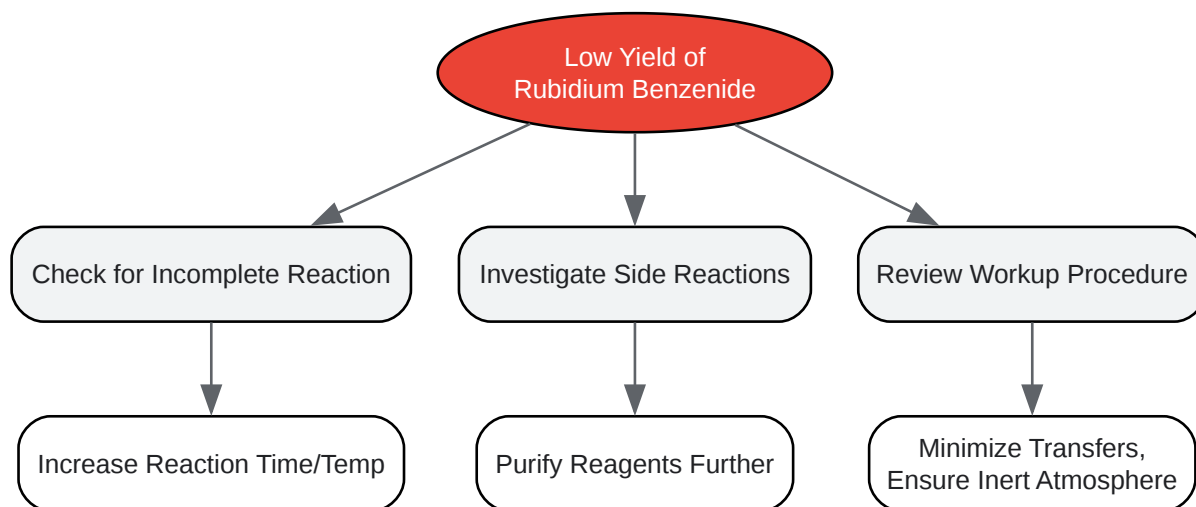 Low Yield of
Rubidium Benzenide
Check for Incomplete Reaction
Investigate Side Reactions
Review Workup Procedure
Increase Reaction Time/Temp
Purify Reagents Further
Minimize Transfers,
Ensure Inert Atmosphere